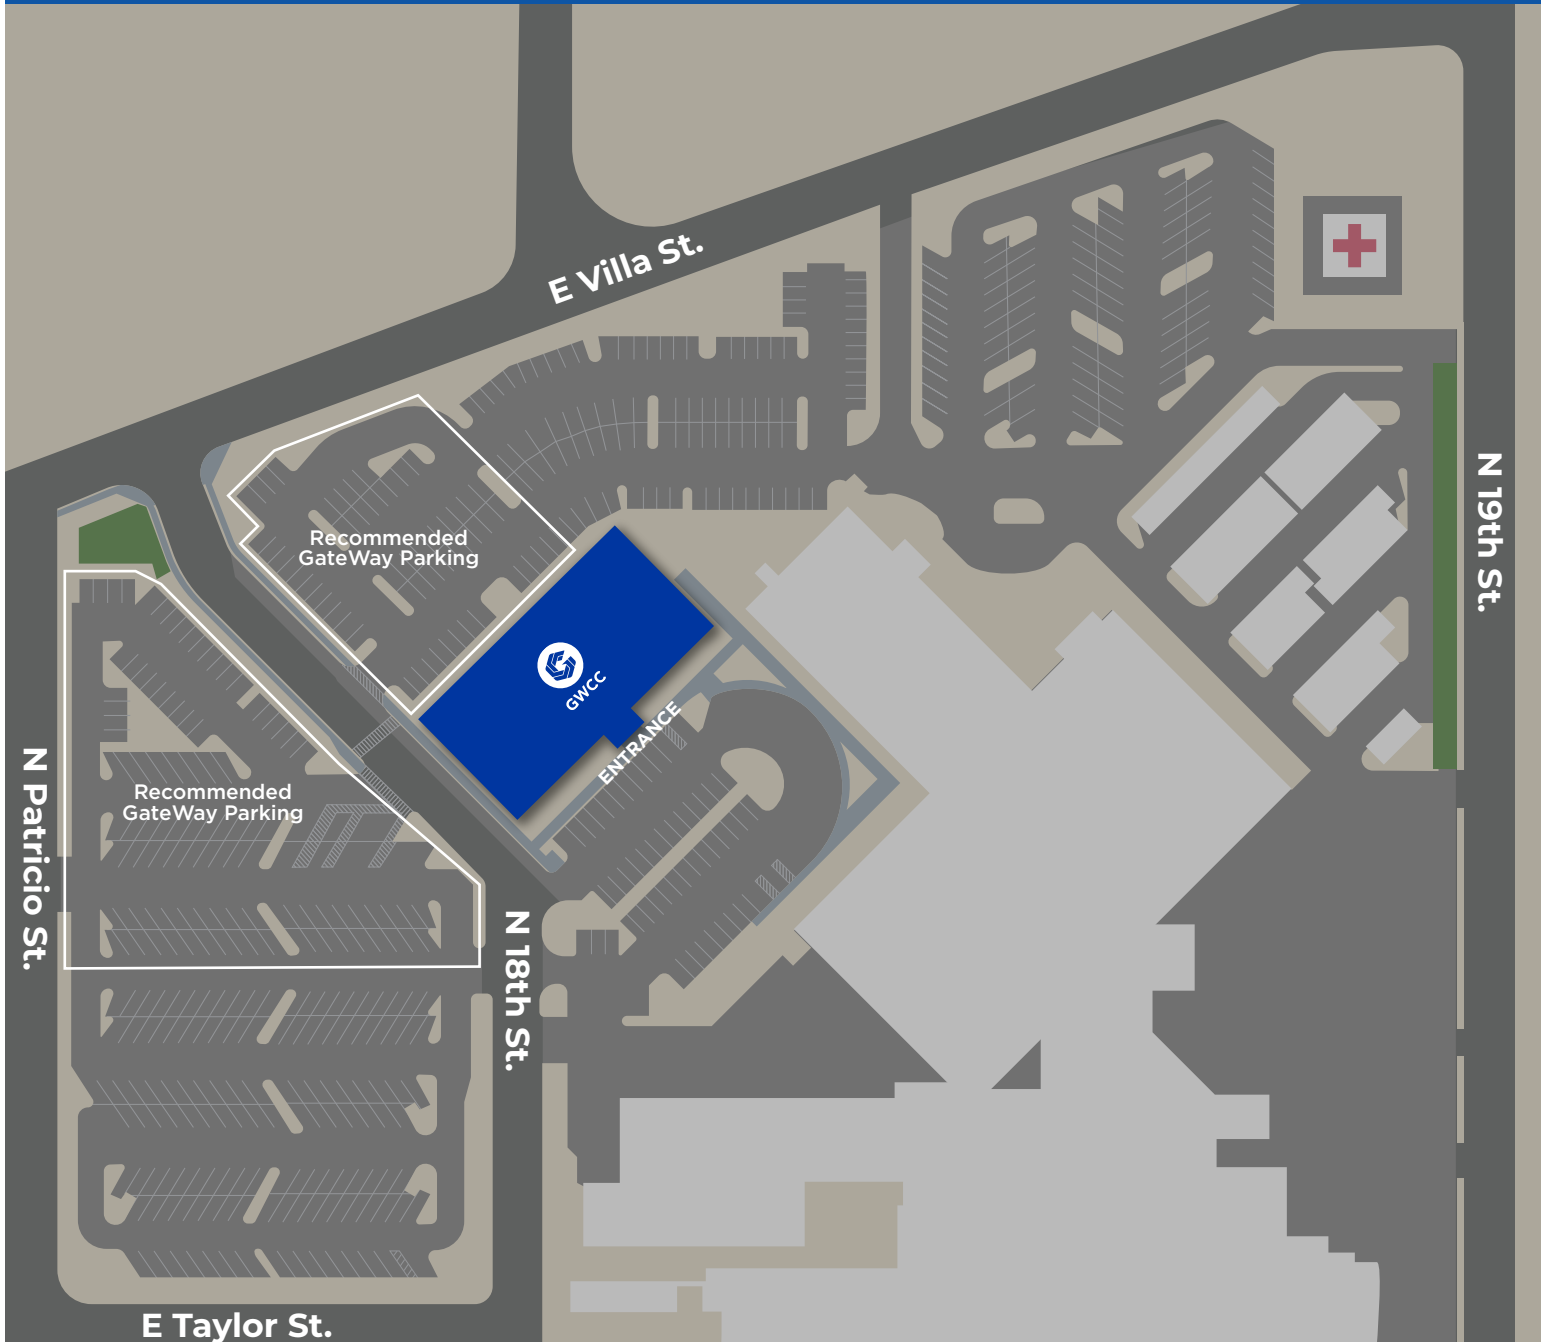 E Villa St.
Recommended
GateWay Parking
N 19th St.
GWCC
ENTRANCE
N Patricio St.
Recommended
GateWay Parking
N 18th St.
E Taylor St.